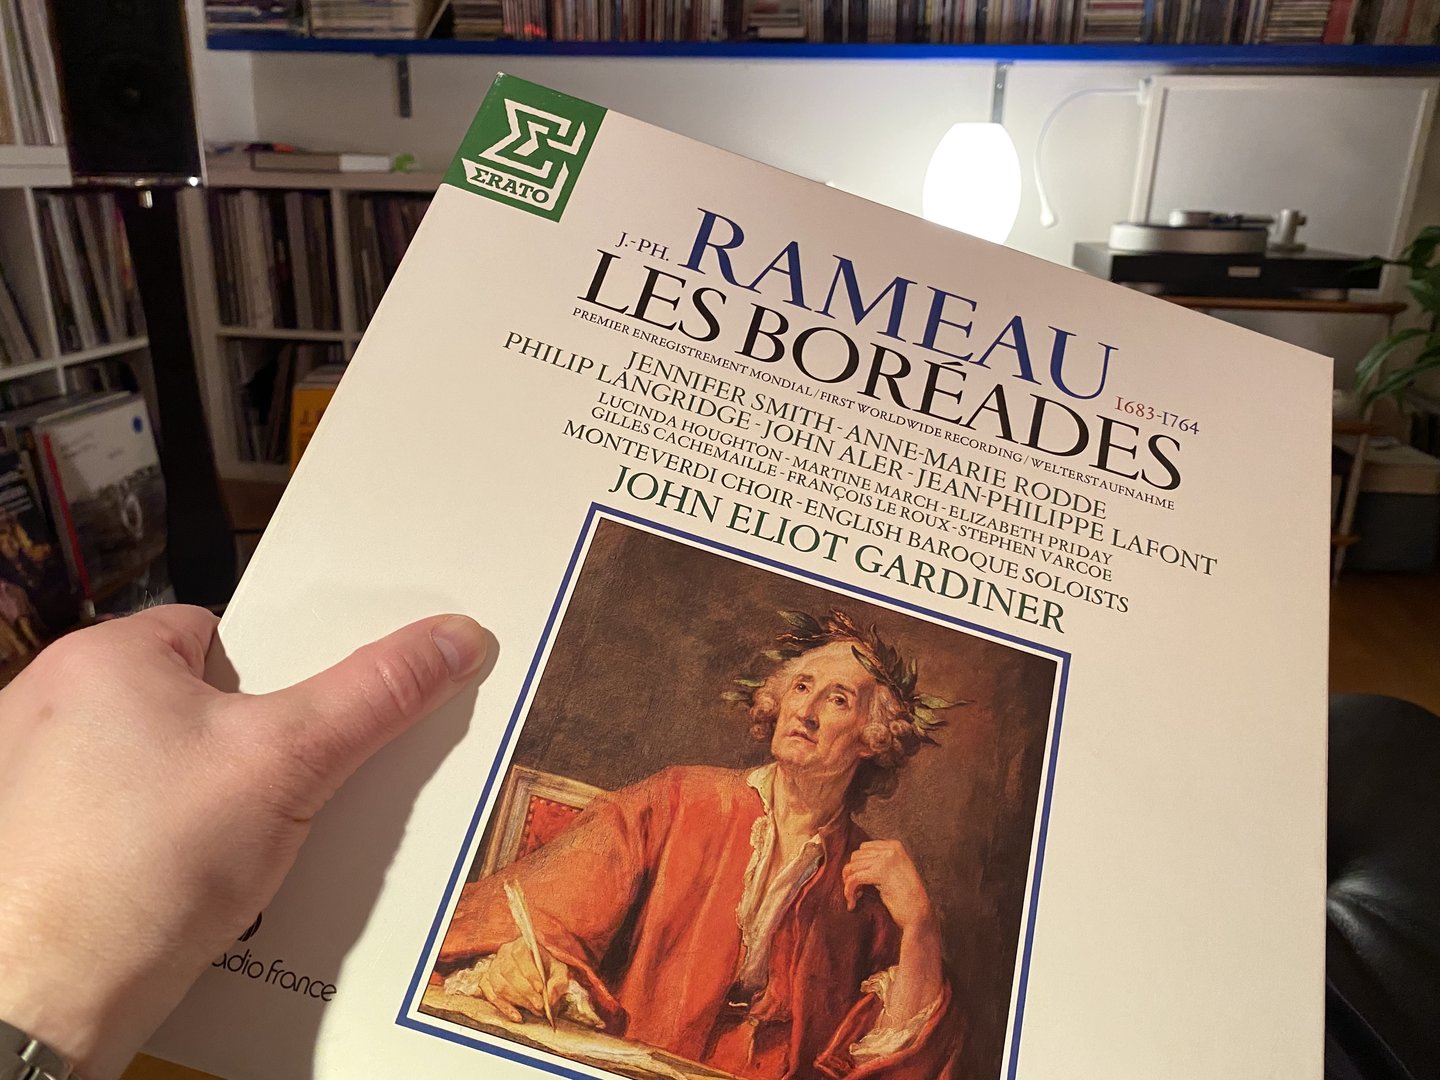 ΣRATO
J.-PH. RAMEAU 1683-1764
LES BORÉADES
PREMIER ENREGISTREMENT MONDIAL / FIRST WORLDWIDE RECORDING / WELTERSTAUFNAHME
JENNIFER SMITH - ANNE-MARIE RODDE
PHILIP LANGRIDGE - JOHN ALER - JEAN-PHILIPPE LAFONT
LUCINDA HOUGHTON - MARTINE MARCH - ELIZABETH PRIDAY
GILLES CACHEMAILLE - FRANÇOIS LE ROUX - STEPHEN VARCOE
MONTEVERDI CHOIR - ENGLISH BAROQUE SOLOISTS
JOHN ELIOT GARDINER
adio france